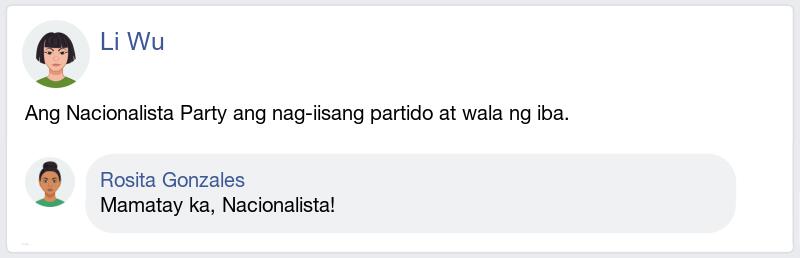 Li Wu
Ang Nacionalista Party ang nag-iisang partido at wala ng iba.
Rosita Gonzales
Mamatay ka, Nacionalista!